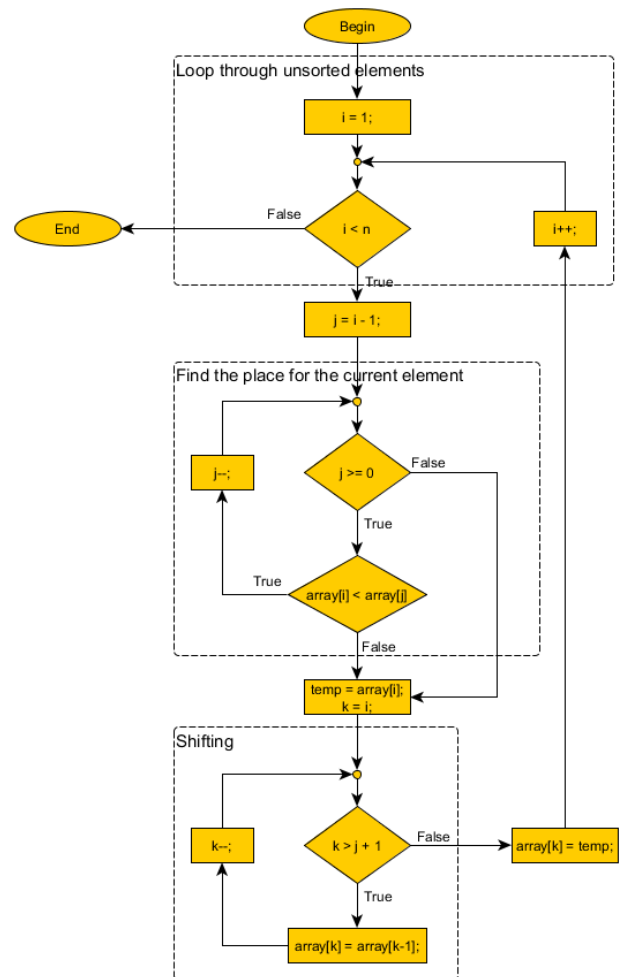 Begin
Loop through unsorted elements
i = 1;
False
End
i < n
i++;
True
j = i - 1;
Find the place for the current element
j--;
j >= 0
False
True
True
array[i] < array[j]
False
temp = array[i];
k = i;
Shifting
k--;
k > j + 1
False
array[k] = temp;
True
array[k] = array[k-1];